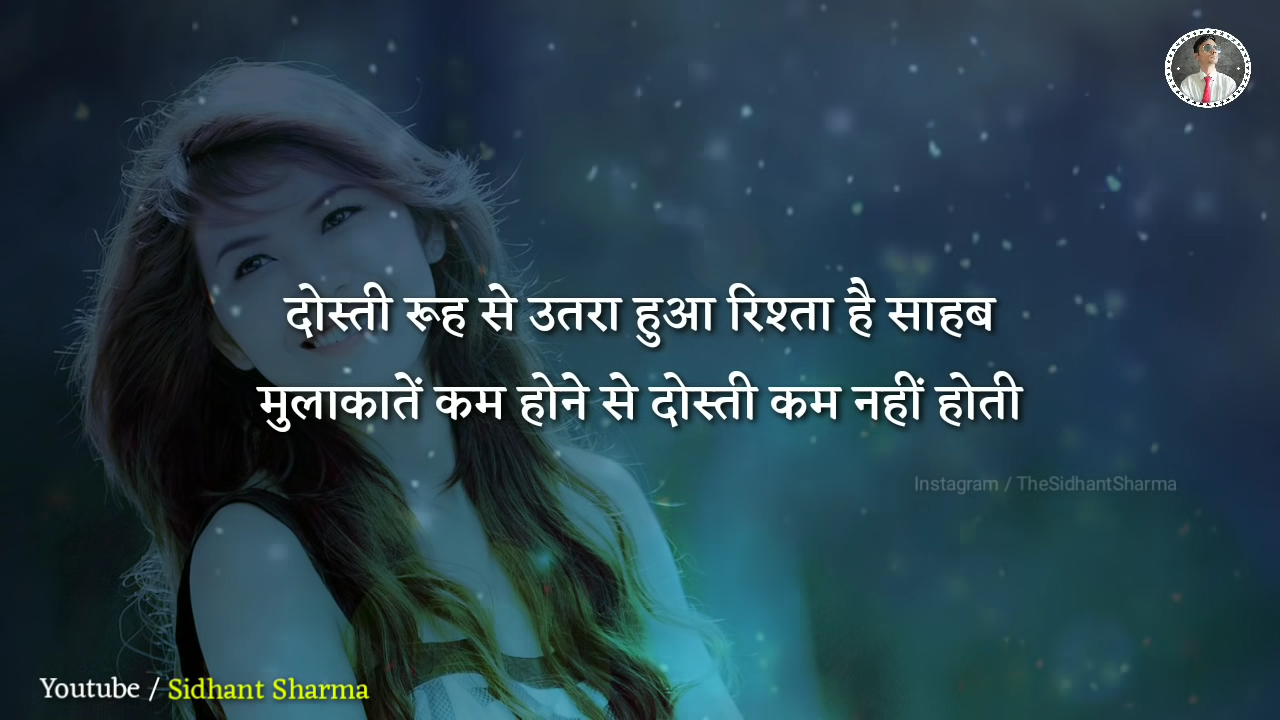 दोस्ती रूह से उतरा हुआ रिश्ता है साहब
मुलाकातें कम होने से दोस्ती कम नहीं होती
Instagram / TheSidhantSharma
Youtube / Sidhant Sharma